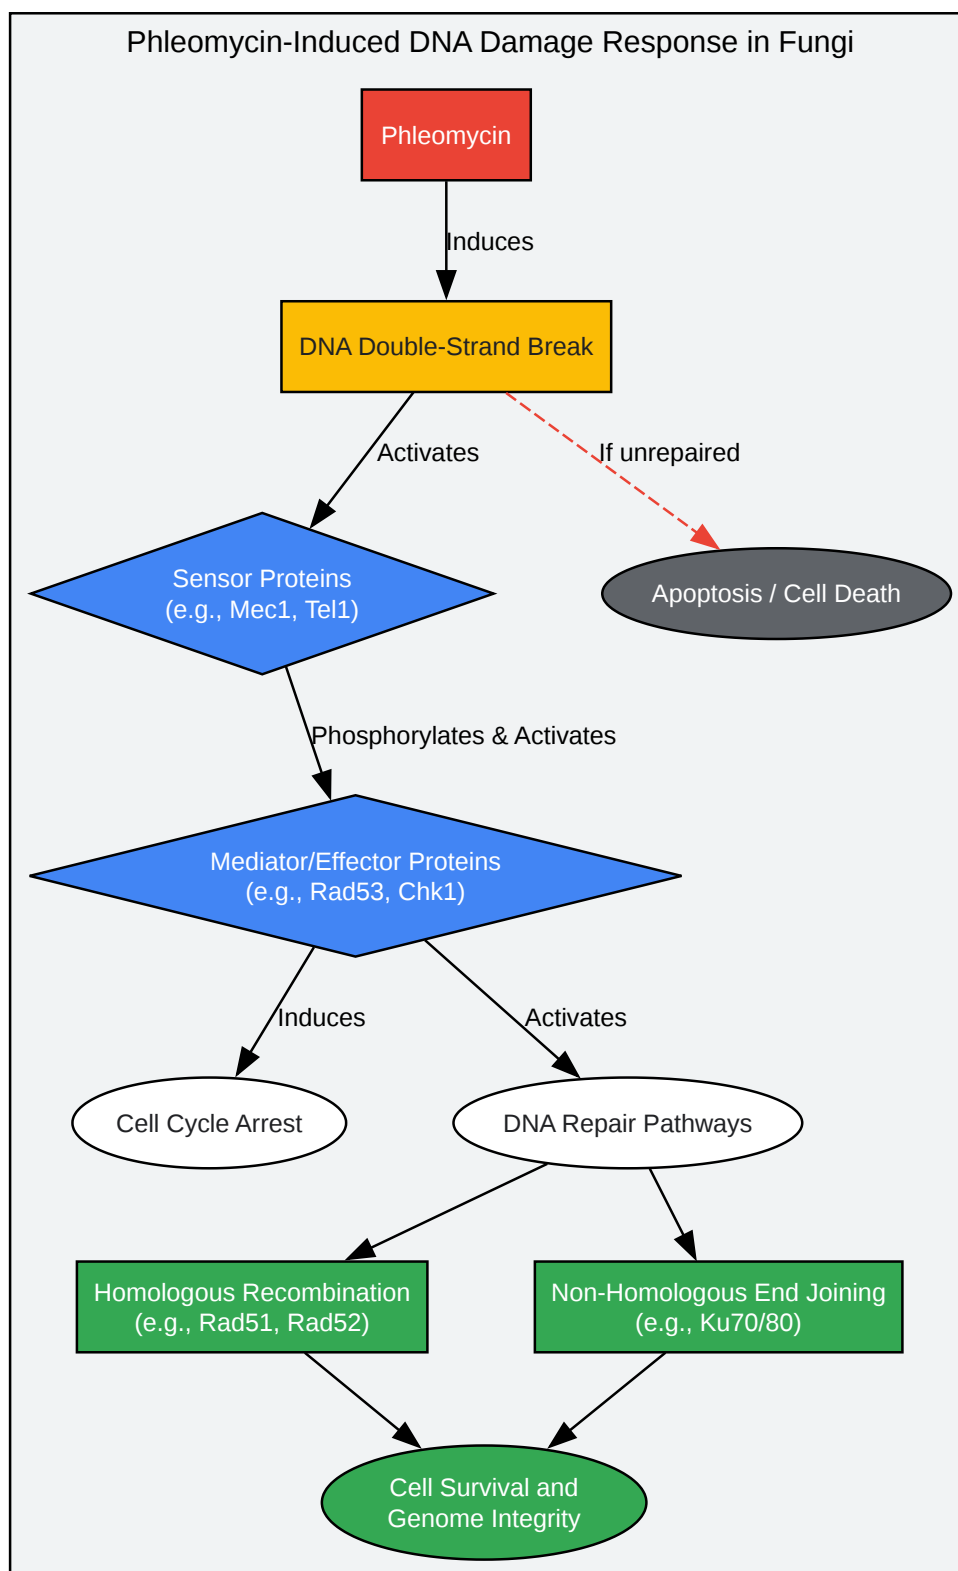 Phleomycin-Induced DNA Damage Response in Fungi
Phleomycin
Induces
DNA Double-Strand Break
Activates
If unrepaired
Sensor Proteins
(e.g., Mec1, Tel1)
Apoptosis / Cell Death
Phosphorylates & Activates
Mediator/Effector Proteins
(e.g., Rad53, Chk1)
Induces
Activates
Cell Cycle Arrest
DNA Repair Pathways
Homologous Recombination
(e.g., Rad51, Rad52)
Non-Homologous End Joining
(e.g., Ku70/80)
Cell Survival and
Genome Integrity